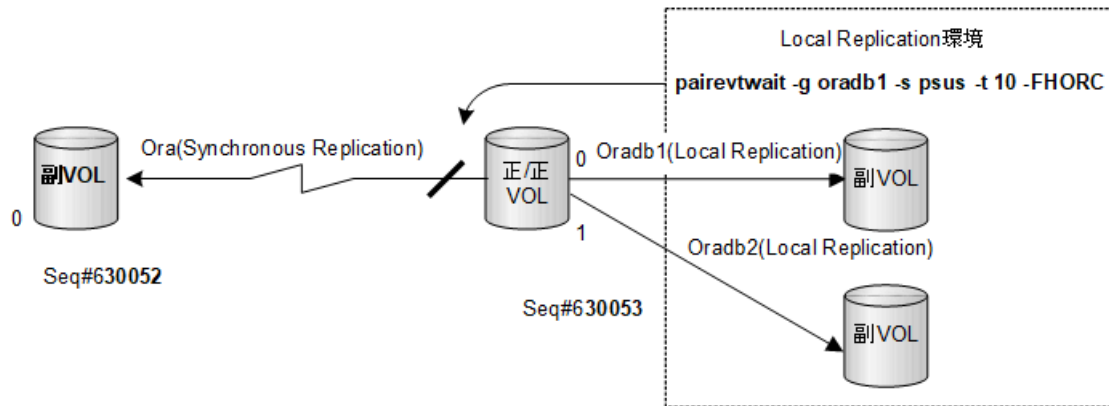 Local Replication環境
pairevtwait -g oradb1 -s psus -t 10 -FHORC
Ora(Synchronous Replication)
副VOL
0
Seq#630052
正/正
VOL
0
1
Seq#630053
Oradb1(Local Replication)
副VOL
Oradb2(Local Replication)
副VOL